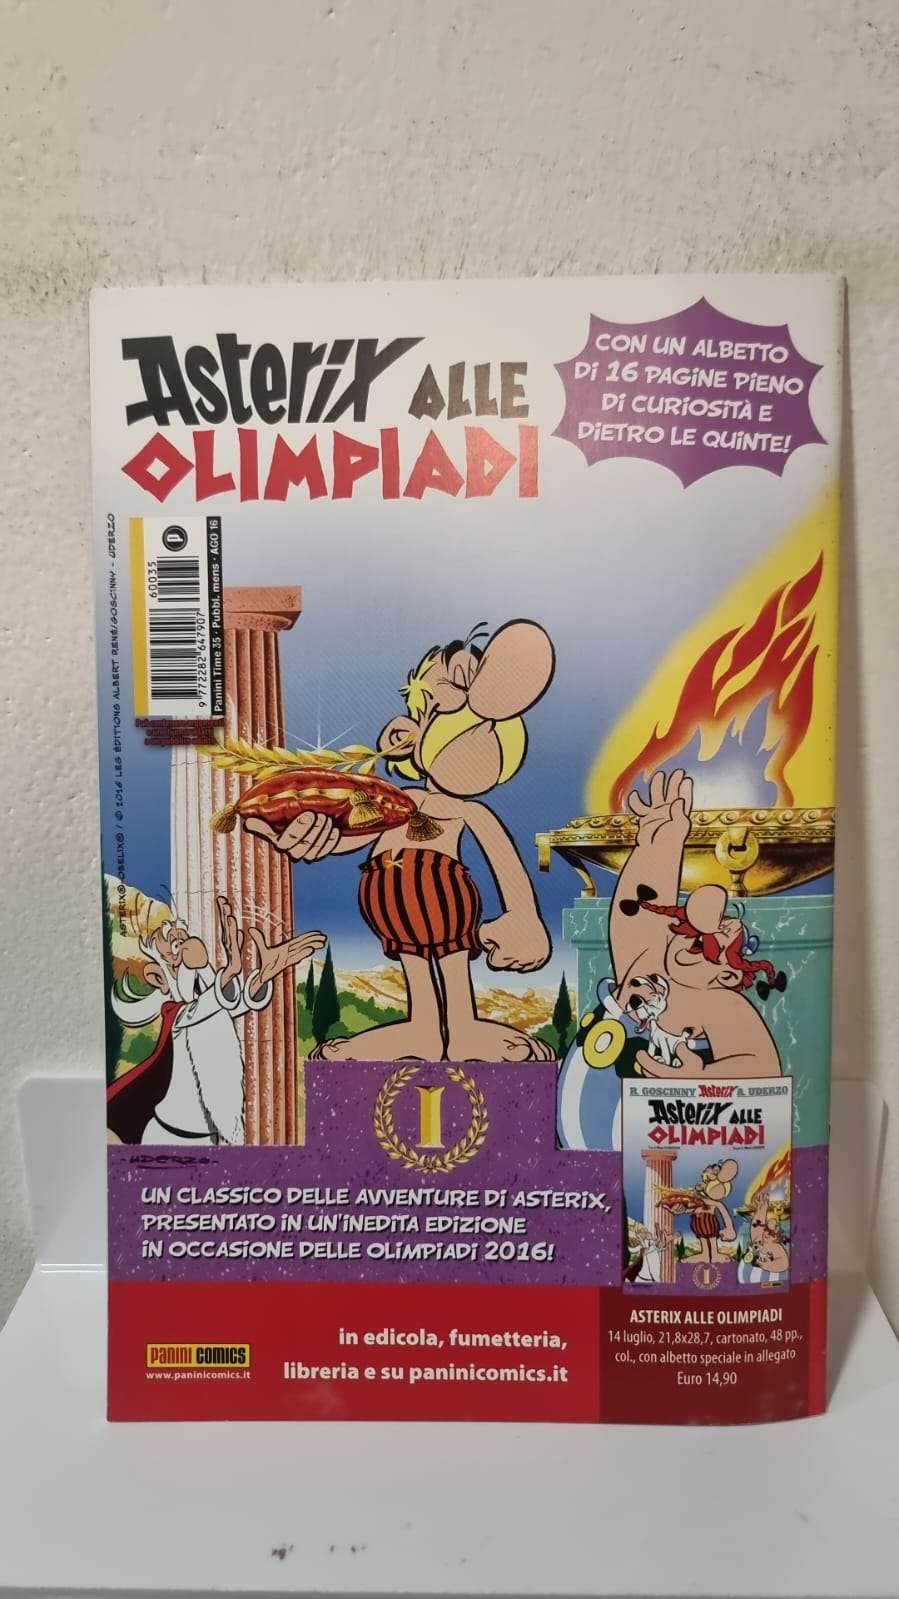 Asterix ALLE
OLIMPIADI
CON UN ALBETTO
DI 16 PAGINE PIENO
DI CURIOSITÀ E
DIETRO LE QUINTE!
ASTERIX® OBELIX® / © 2016 LES ÉDITIONS ALBERT RENÉ/GOSCINNY - UDERZO
60035
9 772282 647907
Panini Time 35 · Pubbl. mens · AGO 16
I
UDERZO
UN CLASSICO DELLE AVVENTURE DI ASTERIX,
PRESENTATO IN UN'INEDITA EDIZIONE
IN OCCASIONE DELLE OLIMPIADI 2016!
R. GOSCINNY Asterix A. UDERZO
Asterix ALLE
OLIMPIADI
I
ASTERIX ALLE OLIMPIADI
14 luglio, 21,8x28,7, cartonato, 48 pp.,
col., con albetto speciale in allegato
Euro 14,90
in edicola, fumetteria,
libreria e su paninicomics.it
PANINI COMICS
www.paninicomics.it